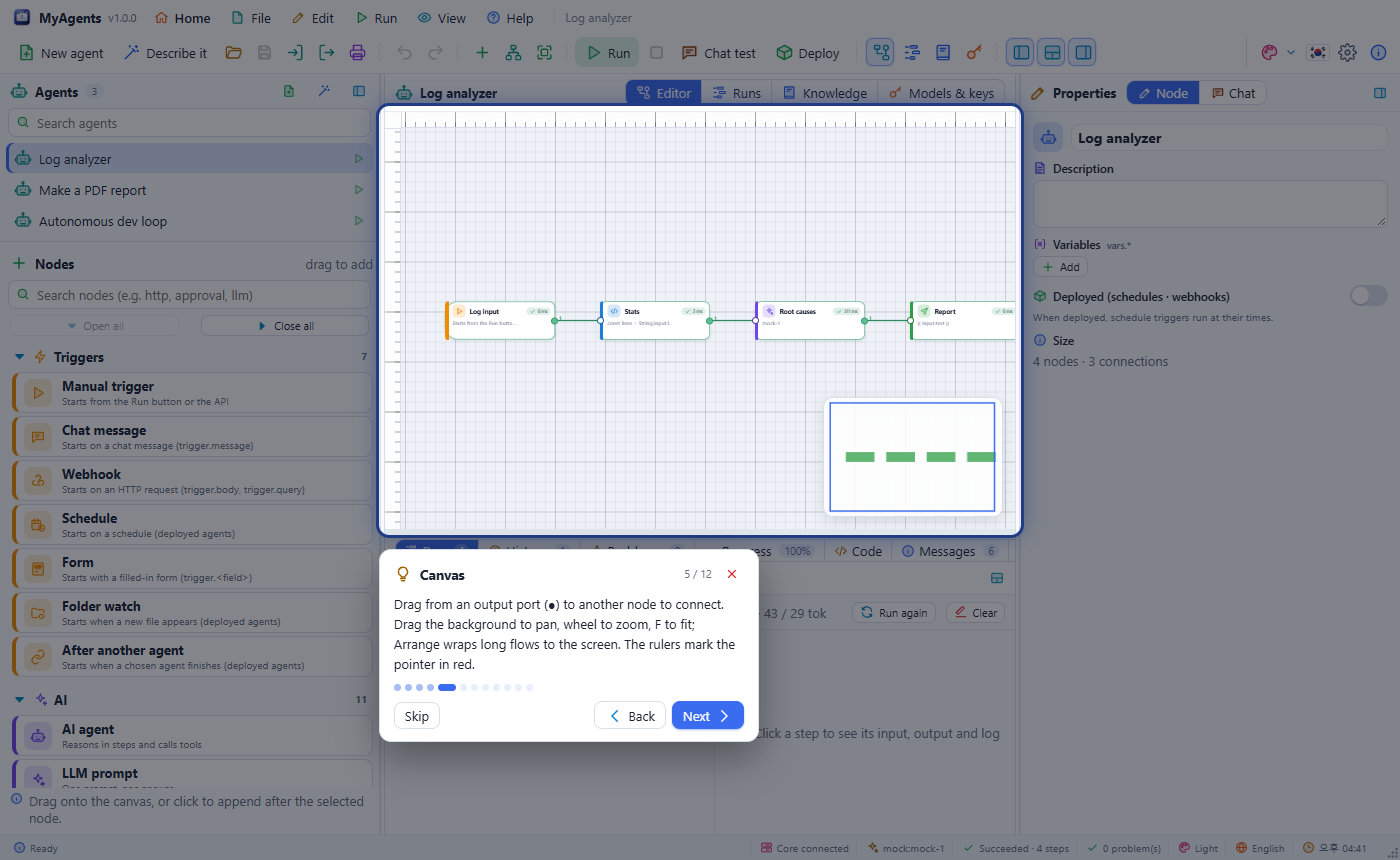 MyAgents v1.0.0 Home File Edit Run View Help Log analyzer
New agent Describe it Run Chat test Deploy
Agents 3
Search agents
Log analyzer
Make a PDF report
Autonomous dev loop
Nodes drag to add
Search nodes (e.g. http, approval, llm)
Open all Close all
Triggers 7
Manual trigger
Starts from the Run button or the API
Chat message
Starts on a chat message (trigger.message)
Webhook
Starts on an HTTP request (trigger.body, trigger.query)
Schedule
Starts on a schedule (deployed agents)
Form
Starts with a filled-in form (trigger.<field>)
Folder watch
Starts when a new file appears (deployed agents)
After another agent
Starts when a chosen agent finishes (deployed agents)
AI 11
AI agent
Reasons in steps and calls tools
LLM prompt
Drag onto the canvas, or click to append after the selected
node.
Log analyzer Editor Runs Knowledge Models & keys
Log input
Starts from the Run butto...
Stats
Root causes
mock-1
Report
100% Code Messages 6
43 / 29 tok Run again Clear
Click a step to see its input, output and log
Canvas 5 / 12
Drag from an output port (●) to another node to connect.
Drag the background to pan, wheel to zoom, F to fit;
Arrange wraps long flows to the screen. The rulers mark the
pointer in red.
Skip Back Next
Properties Node Chat
Log analyzer
Description
Variables vars.*
Add
Deployed (schedules · webhooks)
When deployed, schedule triggers run at their times.
Size
4 nodes · 3 connections
Ready Core connected mock:mock-1 Succeeded · 4 steps 0 problem(s) Light English 오후 04:41